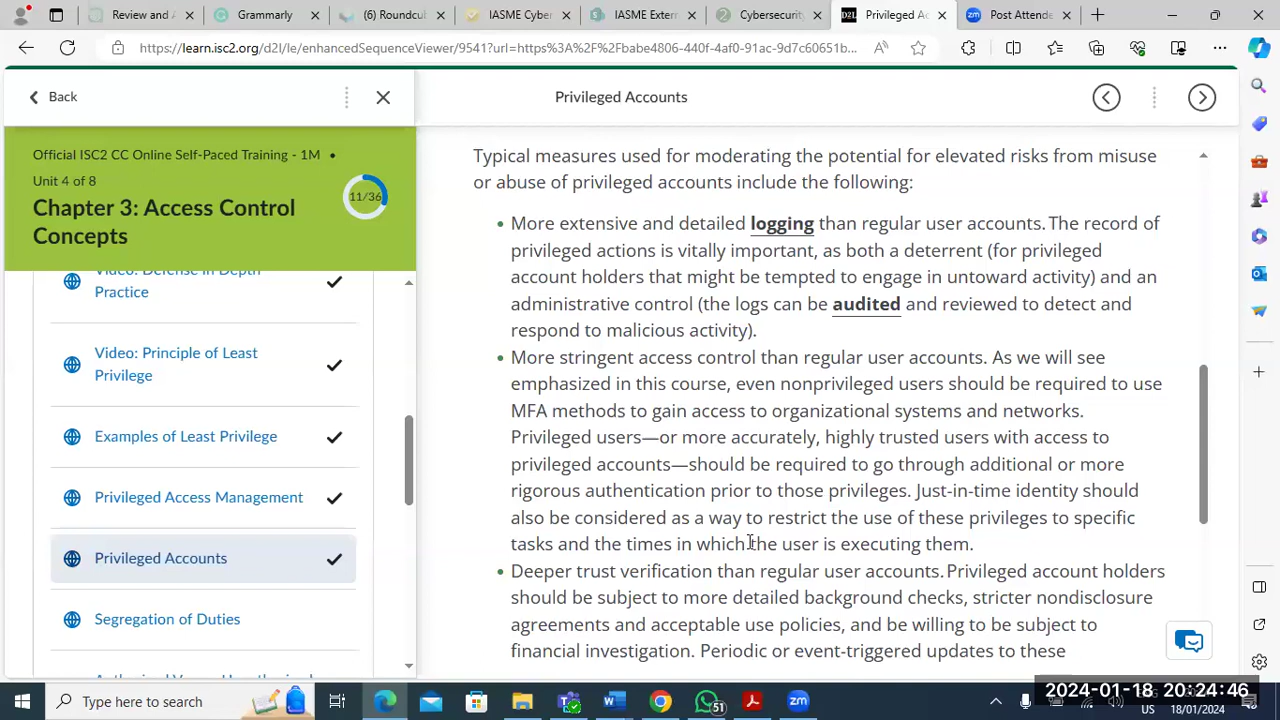 Review and A
Grammarly
(6) Roundcub
IASME Cyber
IASME Extern
Cybersecurity
Privileged Ac
Post Attende
https://learn.isc2.org/d2l/le/enhancedSequenceViewer/9541?url=https%3A%2F%2Fbabe4806-440f-4af0-91ac-9d7c60651b...
Back
Privileged Accounts
Official ISC2 CC Online Self-Paced Training - 1M •
Unit 4 of 8
Chapter 3: Access Control
Concepts
11/36
Video: Defense in Depth
Practice
Video: Principle of Least
Privilege
Examples of Least Privilege
Privileged Access Management
Privileged Accounts
Segregation of Duties
Typical measures used for moderating the potential for elevated risks from misuse
or abuse of privileged accounts include the following:
• More extensive and detailed logging than regular user accounts. The record of
privileged actions is vitally important, as both a deterrent (for privileged
account holders that might be tempted to engage in untoward activity) and an
administrative control (the logs can be audited and reviewed to detect and
respond to malicious activity).
• More stringent access control than regular user accounts. As we will see
emphasized in this course, even nonprivileged users should be required to use
MFA methods to gain access to organizational systems and networks.
Privileged users—or more accurately, highly trusted users with access to
privileged accounts—should be required to go through additional or more
rigorous authentication prior to those privileges. Just-in-time identity should
also be considered as a way to restrict the use of these privileges to specific
tasks and the times in which the user is executing them.
• Deeper trust verification than regular user accounts. Privileged account holders
should be subject to more detailed background checks, stricter nondisclosure
agreements and acceptable use policies, and be willing to be subject to
financial investigation. Periodic or event-triggered updates to these
Type here to search
51
2024-01-18 20:24:46
US
18/01/2024